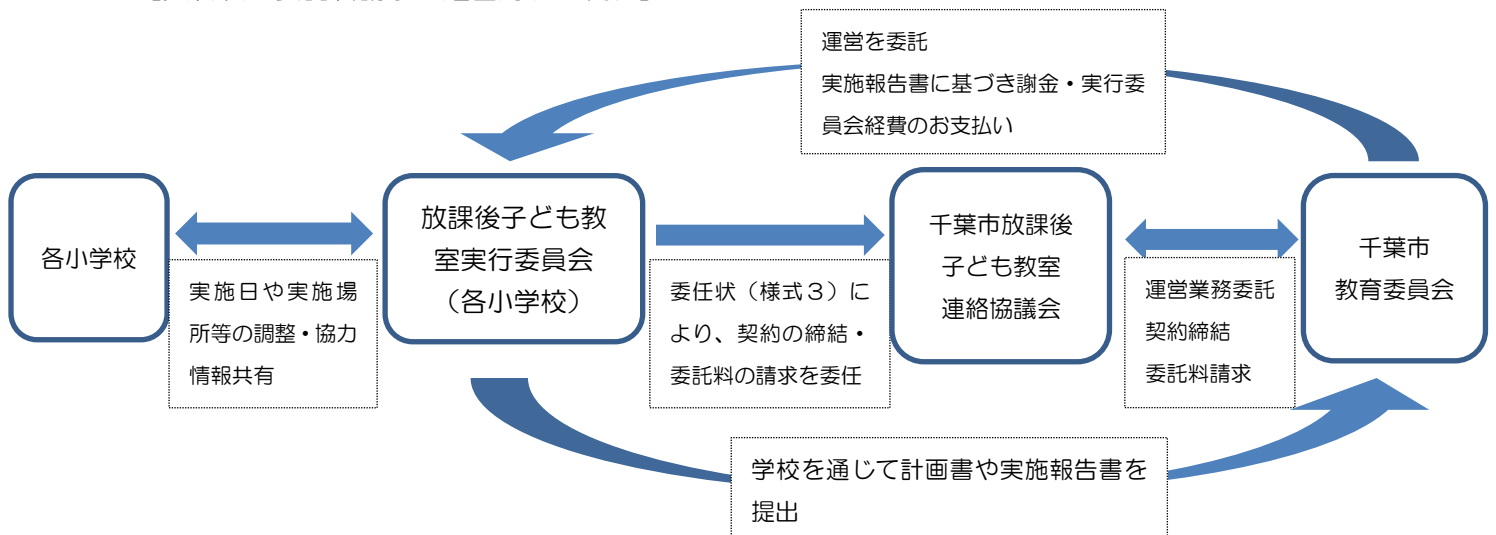 運営を委託
実施報告書に基づき謝金・実行委
員会経費のお支払い
各小学校
放課後子ども教
室実行委員会
（各小学校）
千葉市放課後
子ども教室
連絡協議会
千葉市
教育委員会
実施日や実施場
所等の調整・協力
情報共有
委任状（様式３）に
より、契約の締結・
委託料の請求を委任
運営業務委託
契約締結
委託料請求
学校を通じて計画書や実施報告書を
提出